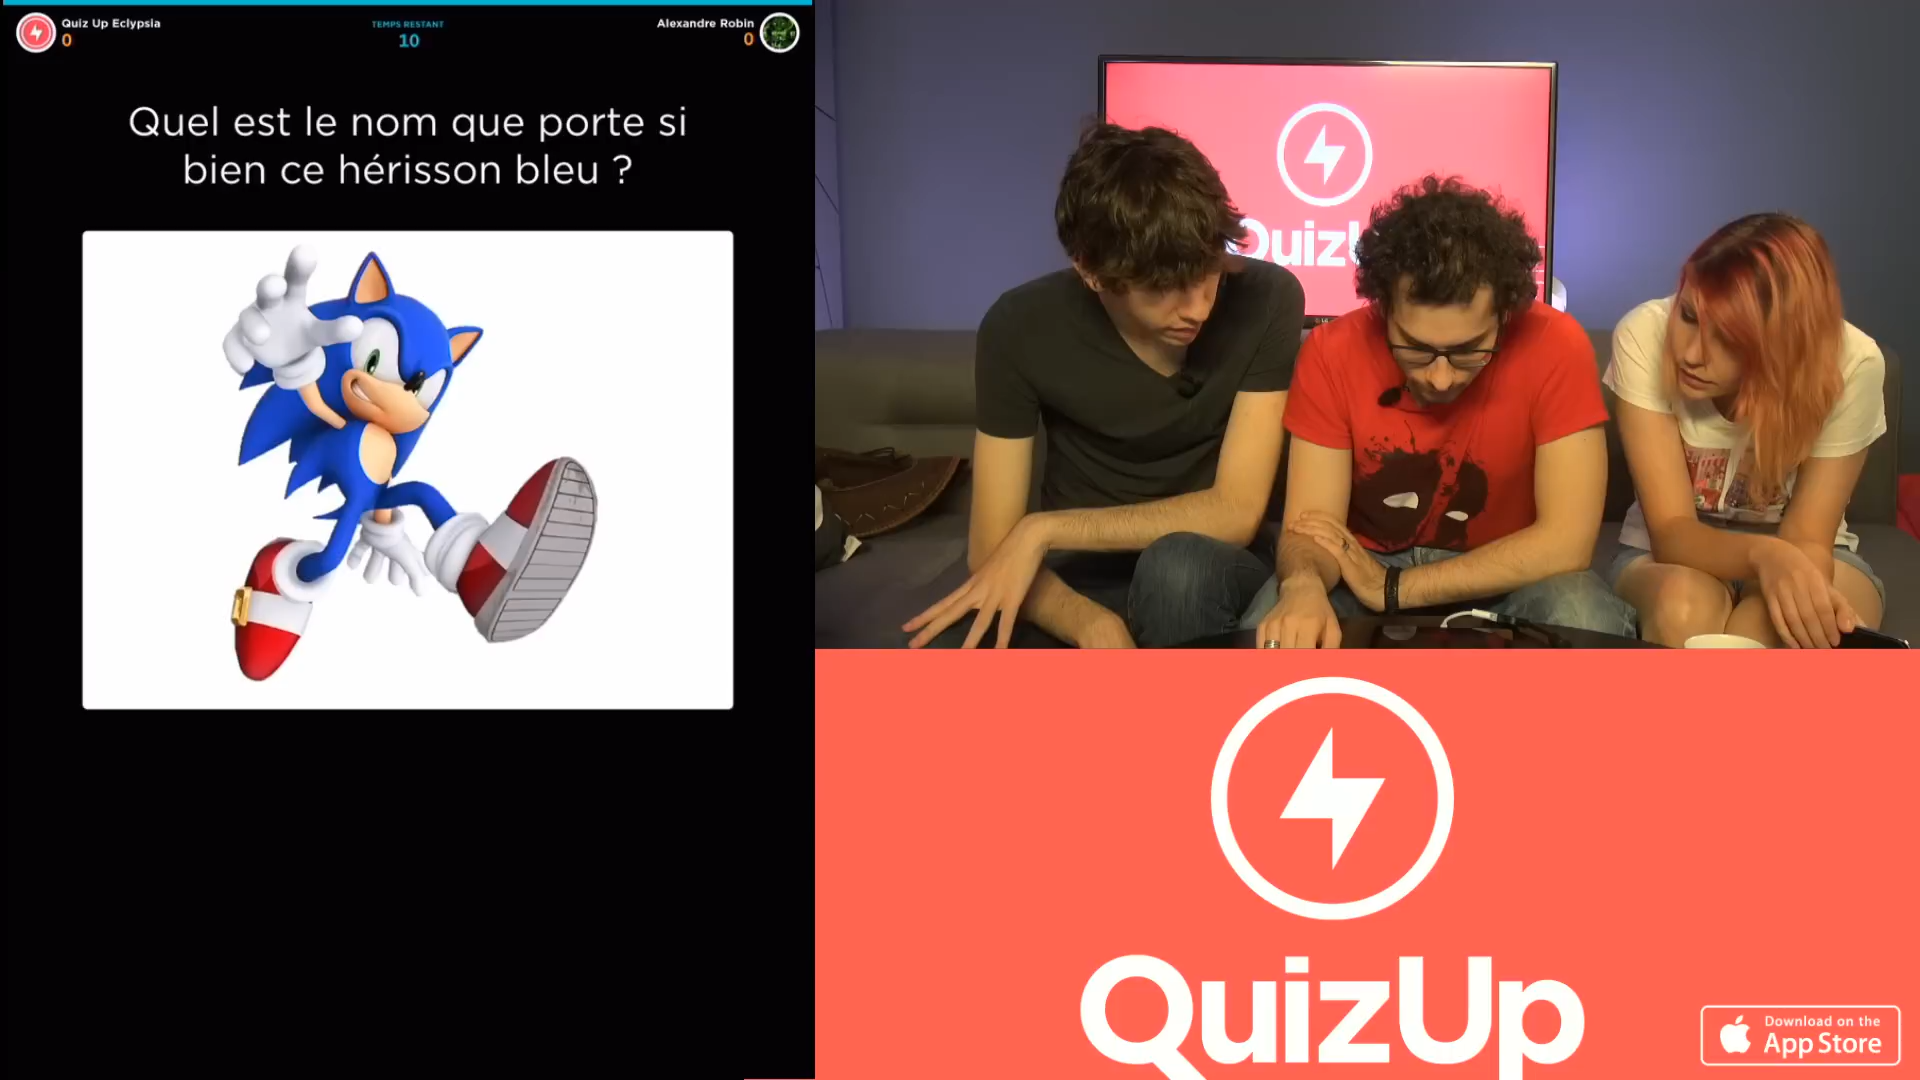 Quiz Up Eclypsia
0
TEMPS RESTANT
10
Alexandre Robin
0
Quel est le nom que porte si
bien ce hérisson bleu ?
QuizU
QuizUp
Download on the
App Store